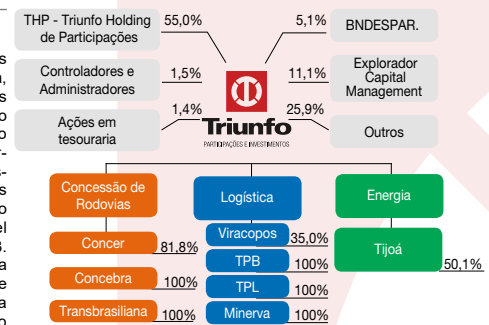 THP - Triunfo Holding
de Participações
55,0%
5,1%
BNDESPAR.
Controladores e
Administradores
1,5%
11,1%
Explorador
Capital
Management
Ações em
tesouraria
1,4%
25,9%
Outros
Triunfo
PARTICIPAÇÕES E INVESTIMENTOS
Concessão de
Rodovias
Logística
Energia
Concer
81,8%
Viracopos
35,0%
Tijoá
50,1%
TPB
100%
Concebra
100%
TPL
100%
Transbrasiliana
100%
Minerva
100%